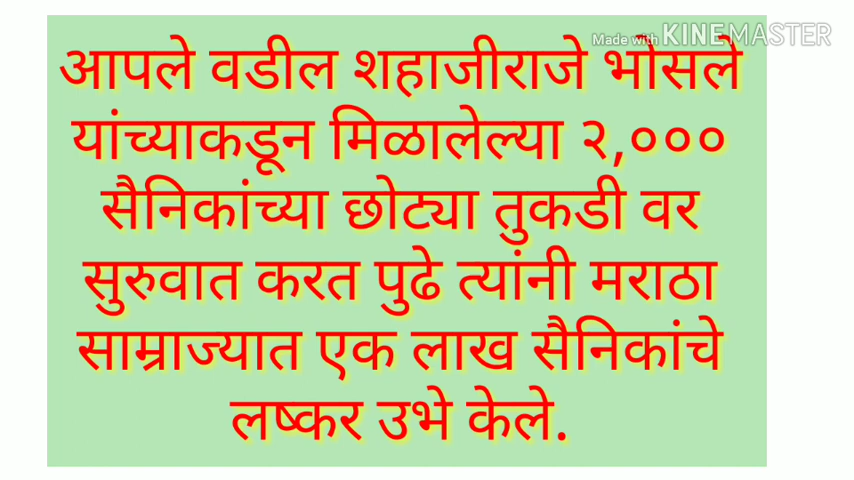 Made with KINEMASTER
आपले वडील शहाजीराजे भोसले
यांच्याकडून मिळालेल्या २,०००
सैनिकांच्या छोट्या तुकडी वर
सुरुवात करत पुढे त्यांनी मराठा
साम्राज्यात एक लाख सैनिकांचे
लष्कर उभे केले.